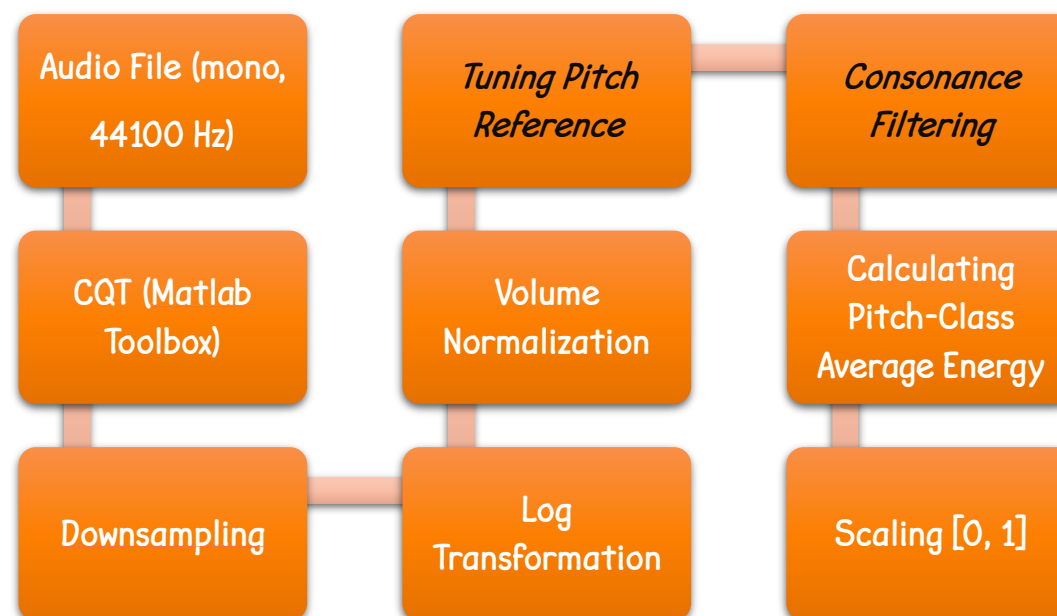 Audio File (mono,
44100 Hz)
CQT (Matlab
Toolbox)
Downsampling
Log
Transformation
Volume
Normalization
Tuning Pitch
Reference
Consonance
Filtering
Calculating
Pitch-Class
Average Energy
Scaling [0, 1]